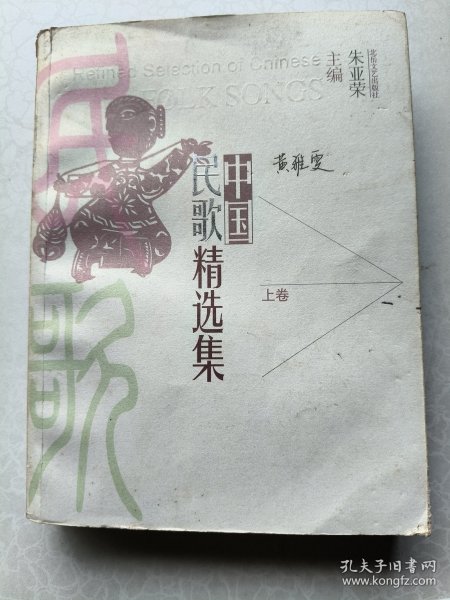 民歌
Refined Selection of Chinese
FOLK SONGS
北岳文艺出版社
朱亚荣
主编
黄雅雯
中国
民歌
精选集
上卷
孔夫子旧书网
www.kongfz.com